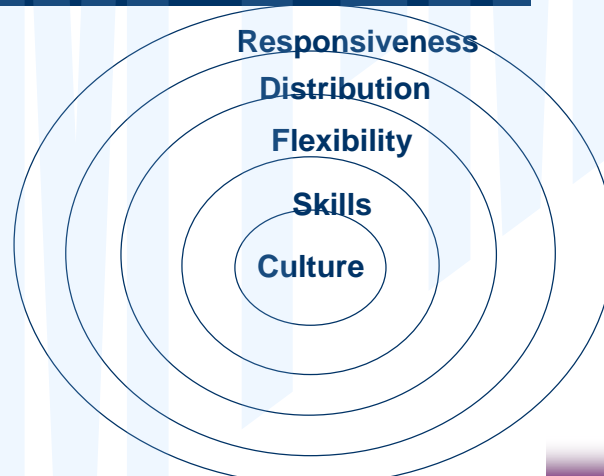 Responsiveness
Distribution
Flexibility
Skills
Culture